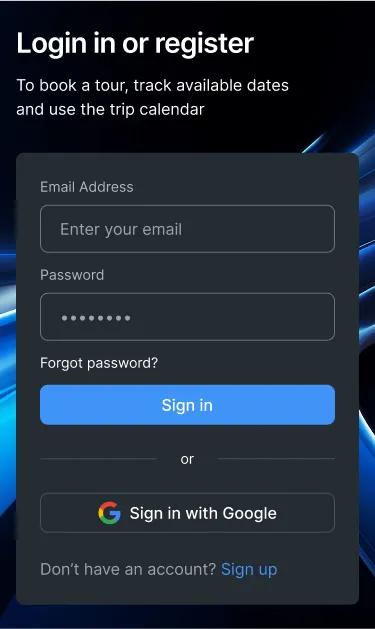 Login in or register
To book a tour, track available dates
and use the trip calendar
Email Address
Enter your email
Password
Forgot password?
Sign in
or
Sign in with Google
Don't have an account? Sign up